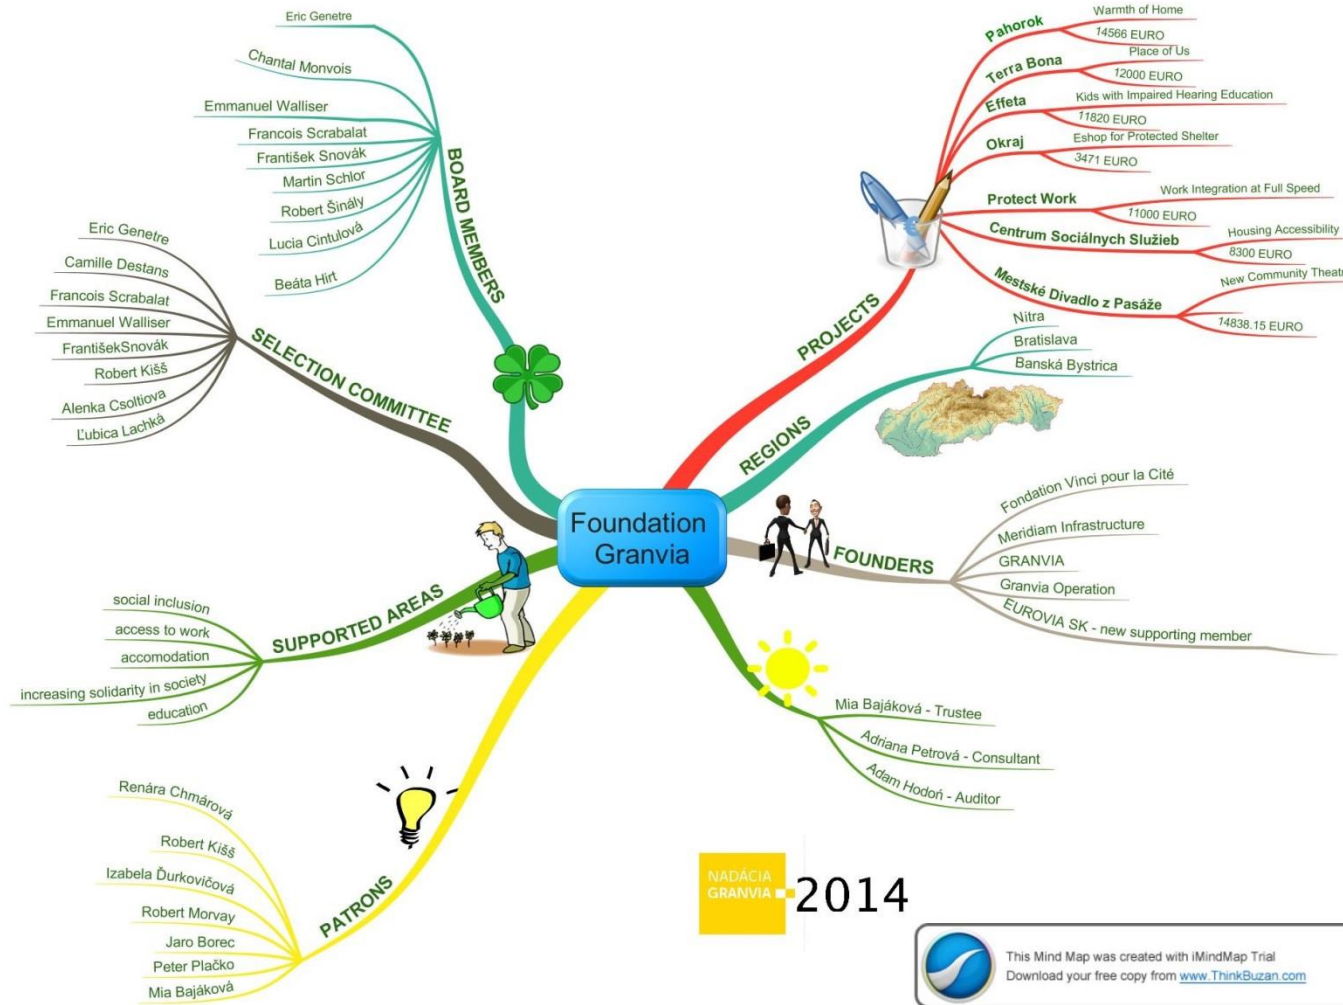 Foundation
Granvia
BOARD MEMBERS
Eric Genetre
Chantal Monvois
Emmanuel Walliser
Francois Scrabalat
František Snovák
Martin Schlor
Robert Šinály
Lucia Cintulová
Beáta Hirt
SELECTION COMMITTEE
Eric Genetre
Camille Destans
Francois Scrabalat
Emmanuel Walliser
FrantišekSnovák
Robert Kišš
Alenka Csoltiova
Ľubica Lachká
SUPPORTED AREAS
social inclusion
access to work
accomodation
increasing solidarity in society
education
PATRONS
Renára Chmárová
Robert Kišš
Izabela Ďurkovičová
Robert Morvay
Jaro Borec
Peter Plačko
Mia Bajáková
PROJECTS
Pahorok
Warmth of Home
14566 EURO
Terra Bona
Place of Us
12000 EURO
Effeta
Kids with Impaired Hearing Education
11820 EURO
Okraj
Eshop for Protected Shelter
3471 EURO
Protect Work
Work Integration at Full Speed
11000 EURO
Centrum Sociálnych Služieb
Housing Accessibility
8300 EURO
Mestské Divadlo z Pasáže
New Community Theatr
14838.15 EURO
REGIONS
Nitra
Bratislava
Banská Bystrica
FOUNDERS
Fondation Vinci pour la Cité
Meridiam Infrastructure
GRANVIA
Granvia Operation
EUROVIA SK - new supporting member
Mia Bajáková - Trustee
Adriana Petrová - Consultant
Adam Hodoń - Auditor
NADÁCIA
GRANVIA
2014
This Mind Map was created with iMindMap Trial
Download your free copy from www.ThinkBuzan.com